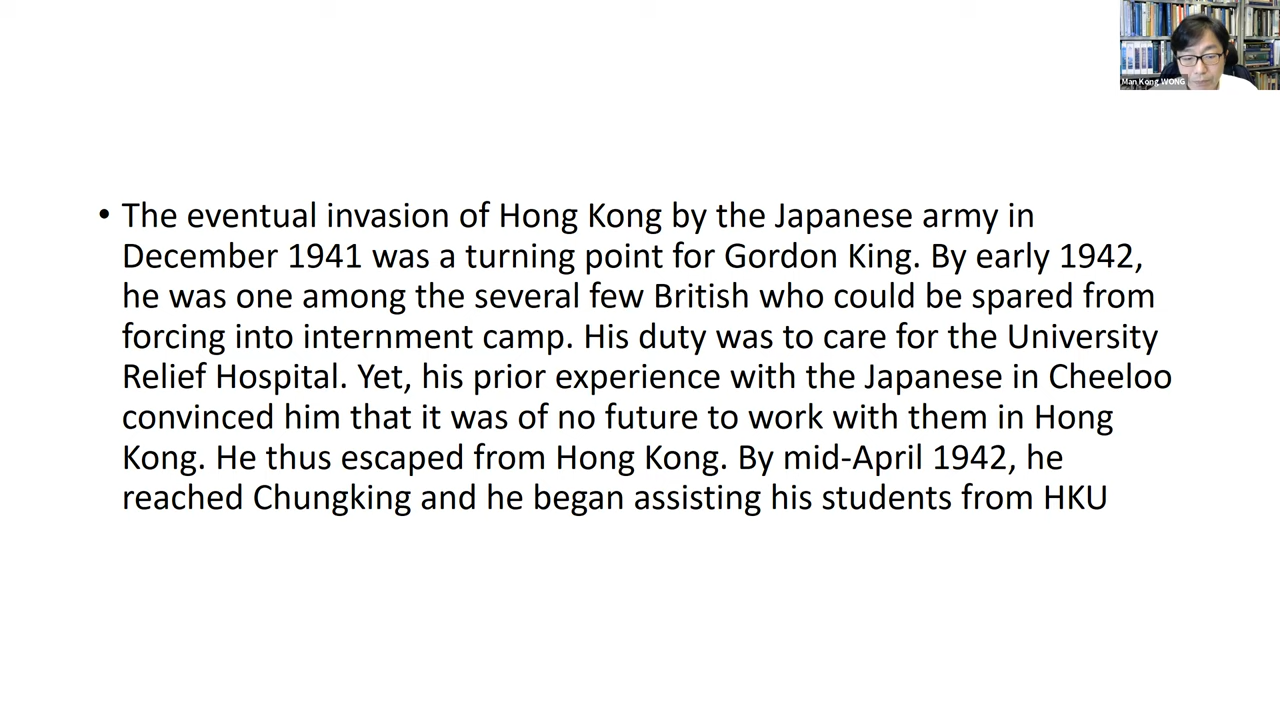 Man Kong WONG
• The eventual invasion of Hong Kong by the Japanese army in
December 1941 was a turning point for Gordon King. By early 1942,
he was one among the several few British who could be spared from
forcing into internment camp. His duty was to care for the University
Relief Hospital. Yet, his prior experience with the Japanese in Cheeloo
convinced him that it was of no future to work with them in Hong
Kong. He thus escaped from Hong Kong. By mid-April 1942, he
reached Chungking and he began assisting his students from HKU